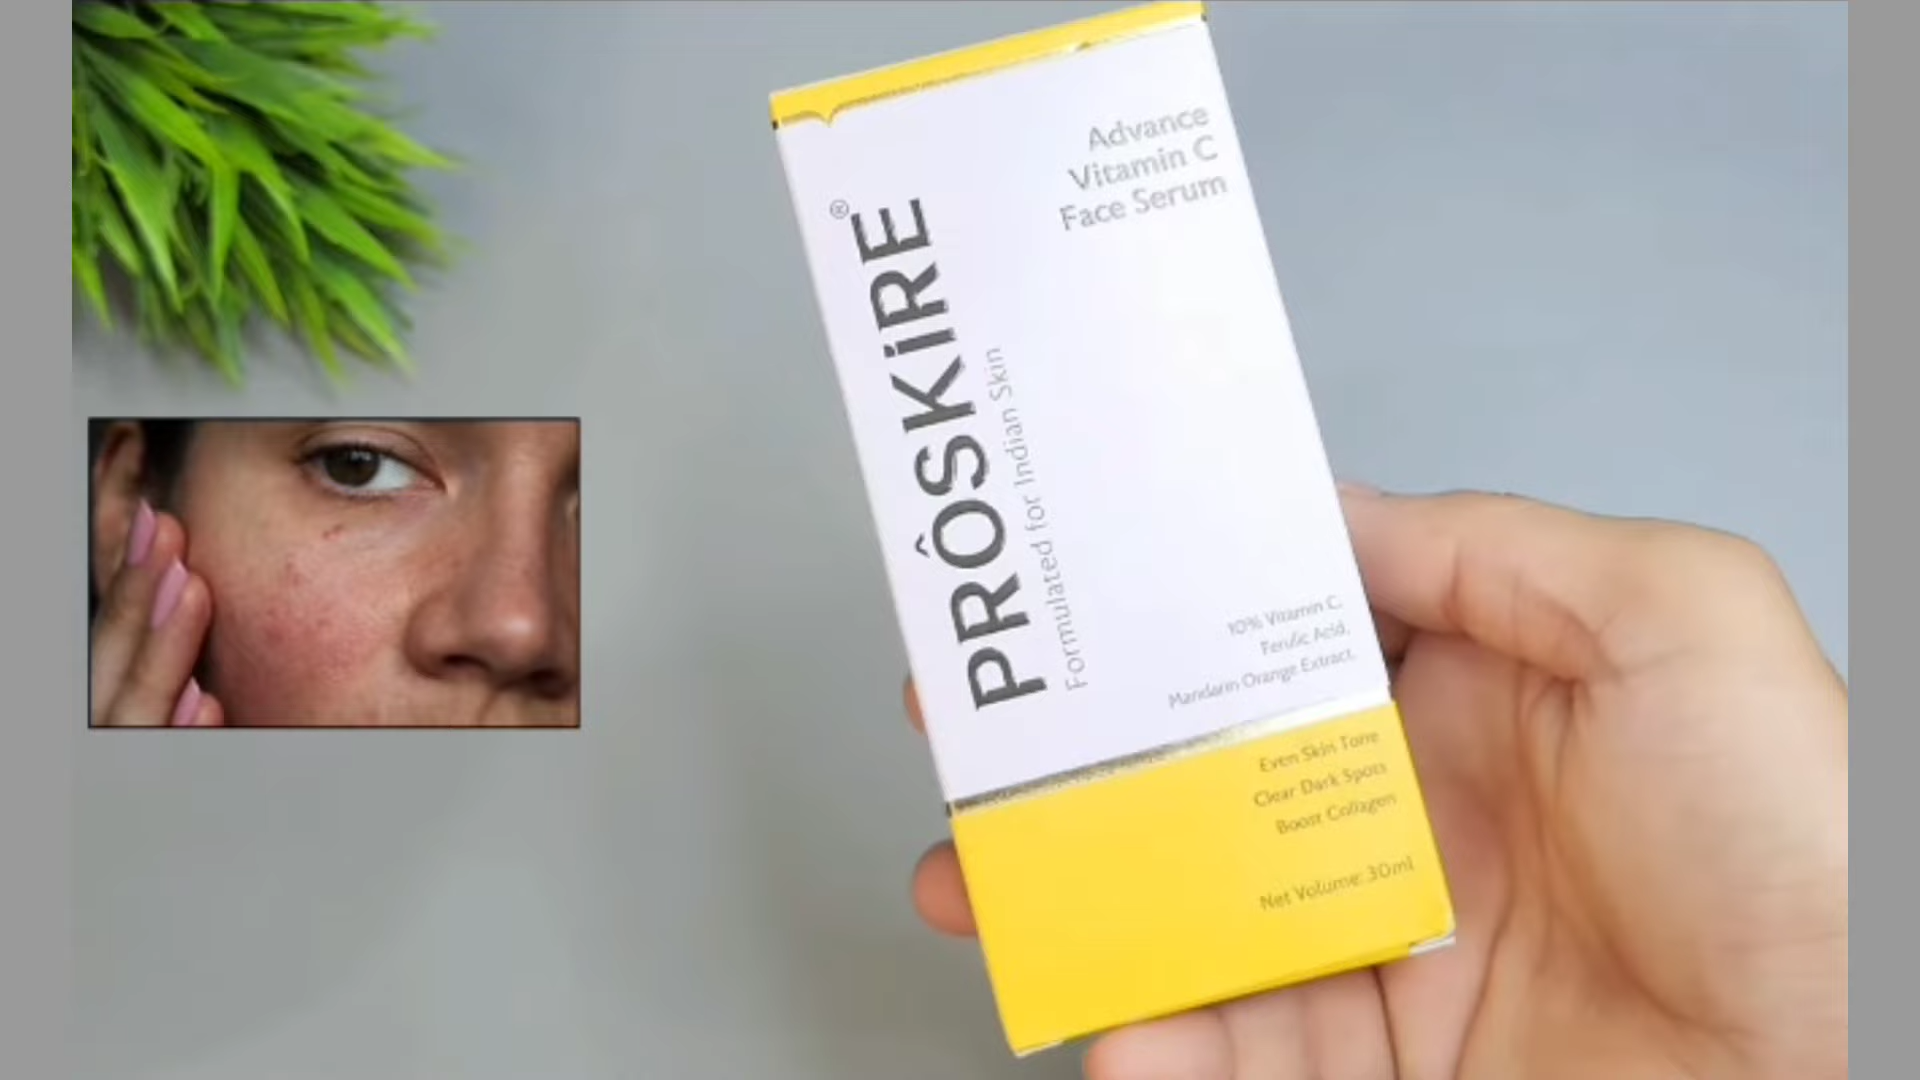 Advance
Vitamin C
Face Serum
PRÔSKiRE®
Formulated for Indian Skin
10% Vitamin C,
Ferulic Acid,
Mandarin Orange Extract,
Even Skin Tone
Clear Dark Spots
Boost Collagen
Net Volume: 30ml